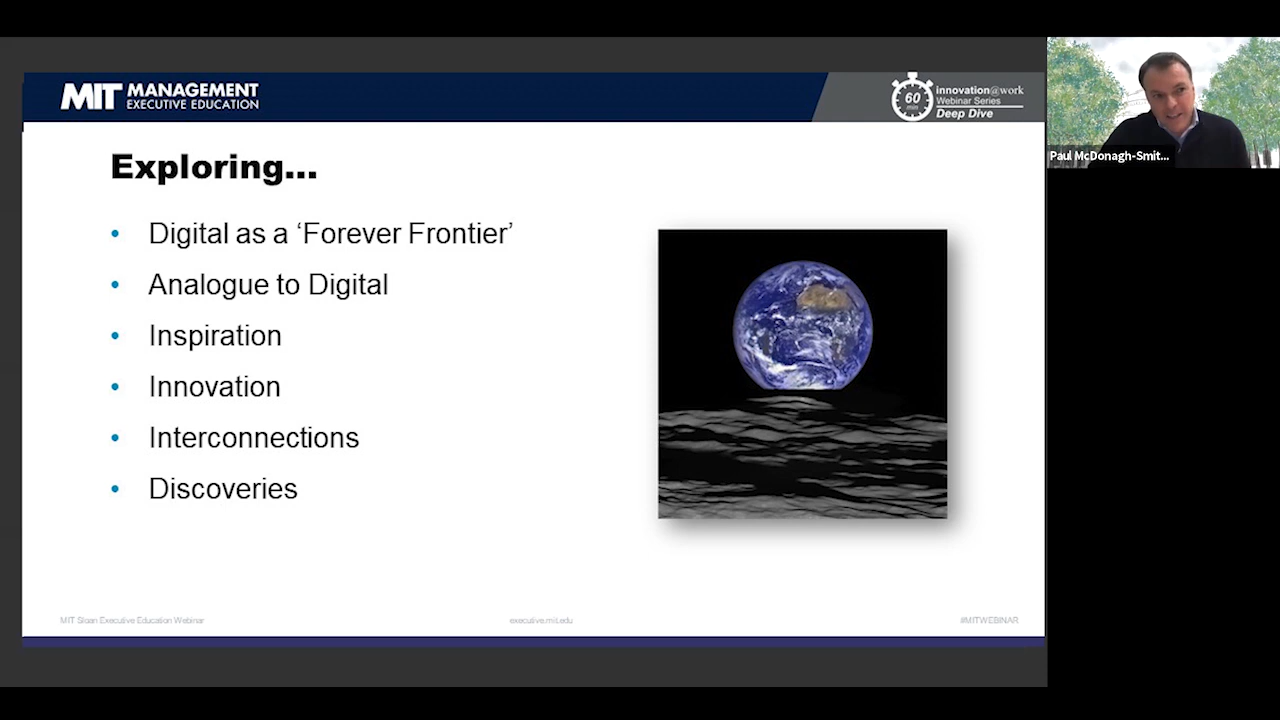 MIT MANAGEMENT
EXECUTIVE EDUCATION
60
min
innovation@work
Webinar Series
Deep Dive
Paul McDonagh-Smit...
Exploring...
• Digital as a ‘Forever Frontier’
• Analogue to Digital
• Inspiration
• Innovation
• Interconnections
• Discoveries
MIT Sloan Executive Education Webinar
executive.mit.edu
#MITWEBINAR